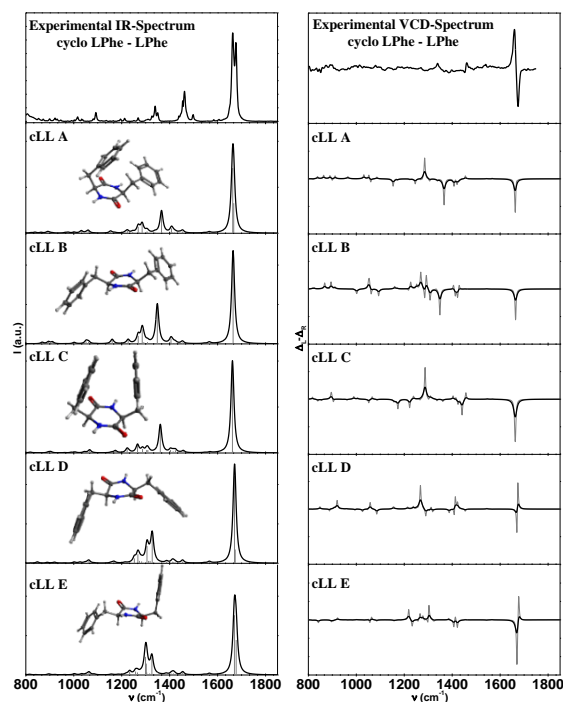 Experimental IR-Spectrum
cyclo LPhe - LPhe
cLL A
cLL B
cLL C
cLL D
cLL E
I (a.u.)
800 1000 1200 1400 1600 1800
ν (cm⁻¹)
Experimental VCD-Spectrum
cyclo LPhe - LPhe
cLL A
cLL B
cLL C
cLL D
cLL E
Δ_L-Δ_R
800 1000 1200 1400 1600 1800
ν (cm⁻¹)